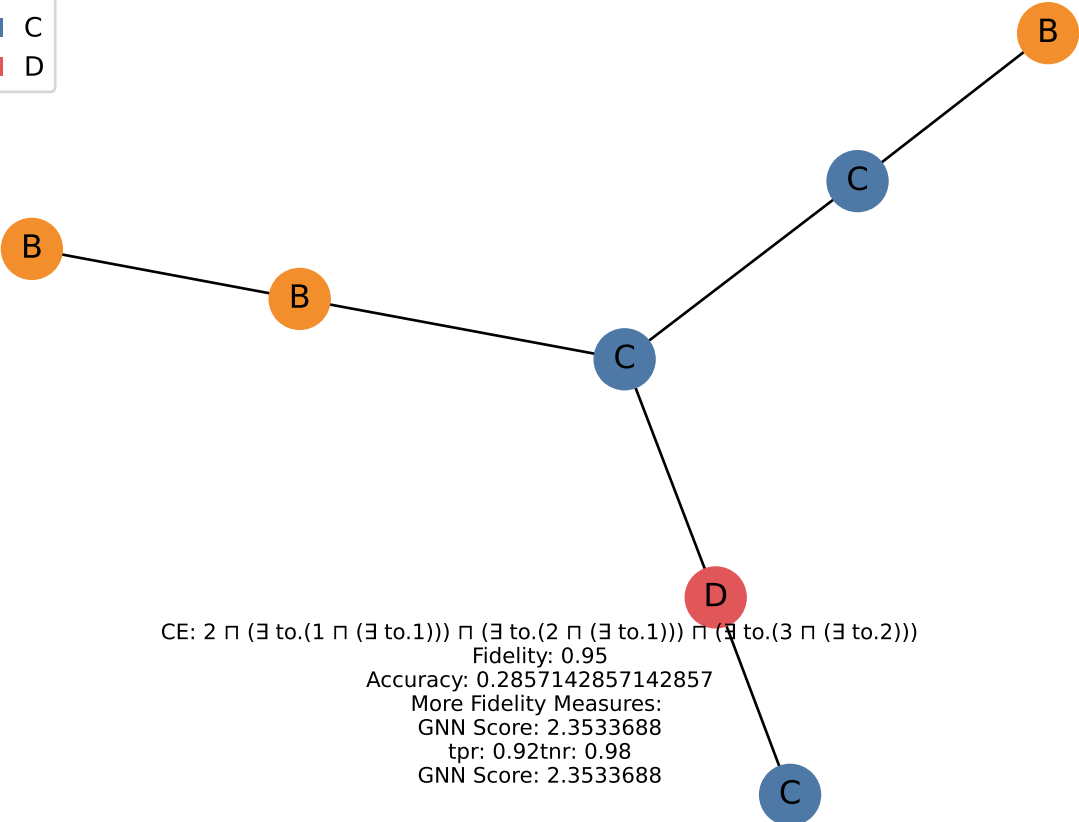 C
D
B
C
B
B
C
D
CE: 2 ⊓ (∃ to.(1 ⊓ (∃ to.1))) ⊓ (∃ to.(2 ⊓ (∃ to.1))) ⊓ (∃ to.(3 ⊓ (∃ to.2)))
Fidelity: 0.95
Accuracy: 0.2857142857142857
More Fidelity Measures:
GNN Score: 2.3533688
tpr: 0.92tnr: 0.98
GNN Score: 2.3533688
C